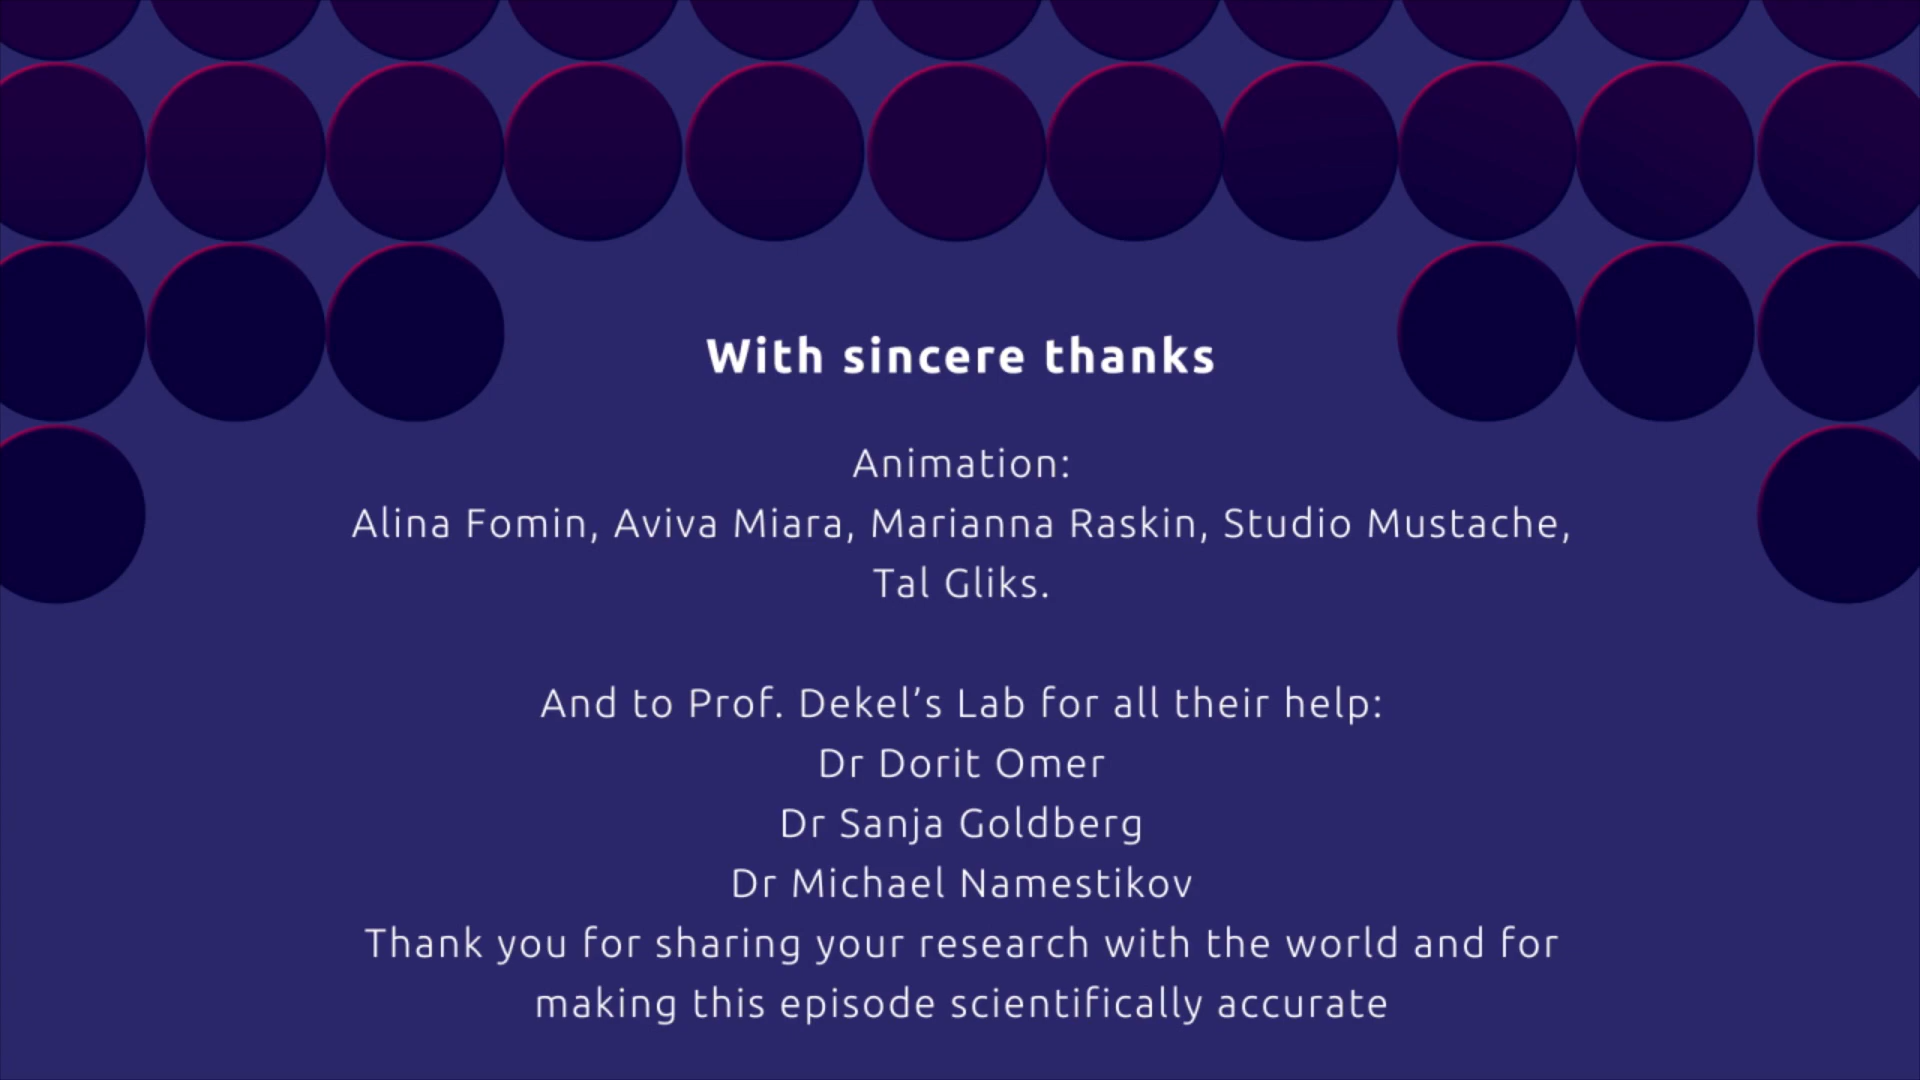 With sincere thanks
Animation:
Alina Fomin, Aviva Miara, Marianna Raskin, Studio Mustache,
Tal Gliks.
And to Prof. Dekel’s Lab for all their help:
Dr Dorit Omer
Dr Sanja Goldberg
Dr Michael Namestikov
Thank you for sharing your research with the world and for
making this episode scientifically accurate